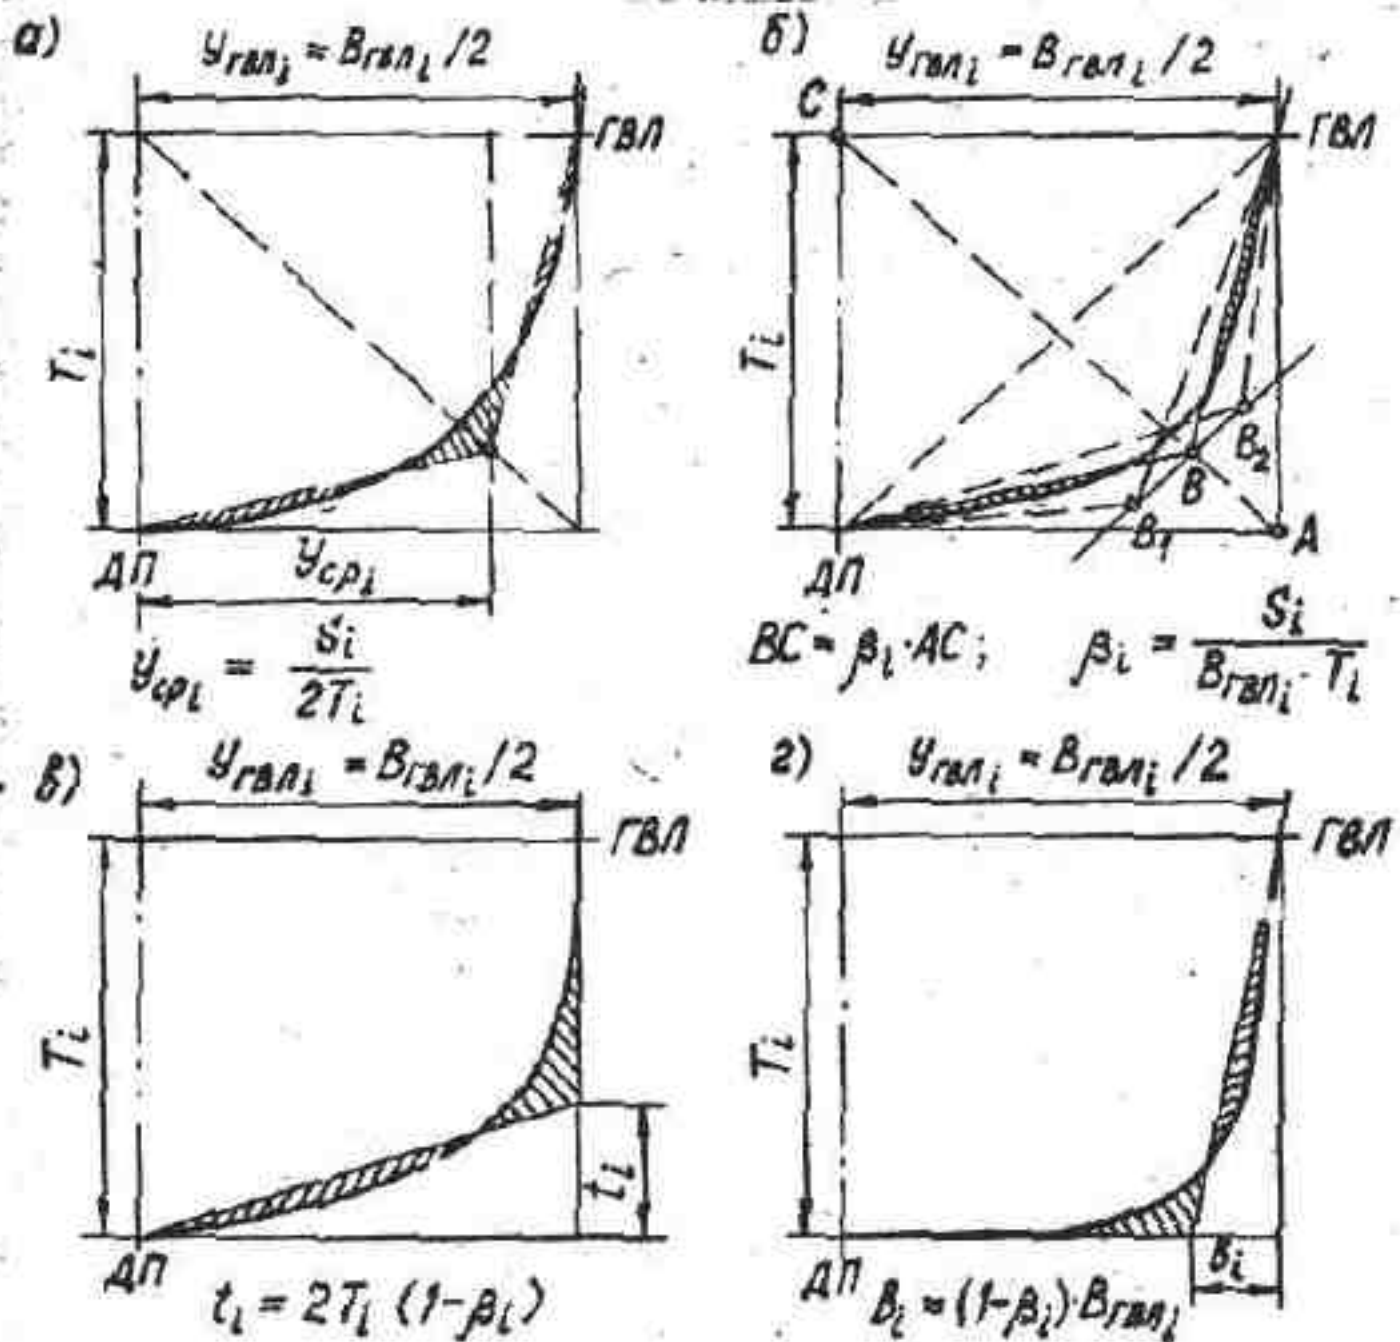 а)
Yгвлᵢ = Bгвлᵢ/2
ГВЛ
Tᵢ
ДП
Yсрᵢ
Yсрᵢ = Sᵢ / 2Tᵢ
б)
Yгвлᵢ = Bгвлᵢ/2
C
ГВЛ
Tᵢ
B₂
B
B₁
A
ДП
BC = βᵢ·AC; βᵢ = Sᵢ / Bгвлᵢ·Tᵢ
в)
Yгвлᵢ = Bгвлᵢ/2
ГВЛ
Tᵢ
tᵢ
ДП
tᵢ = 2Tᵢ(1-βᵢ)
г)
Yгвлᵢ = Bгвлᵢ/2
ГВЛ
Tᵢ
ДП
вᵢ
вᵢ = (1-βᵢ)·Bгвлᵢ